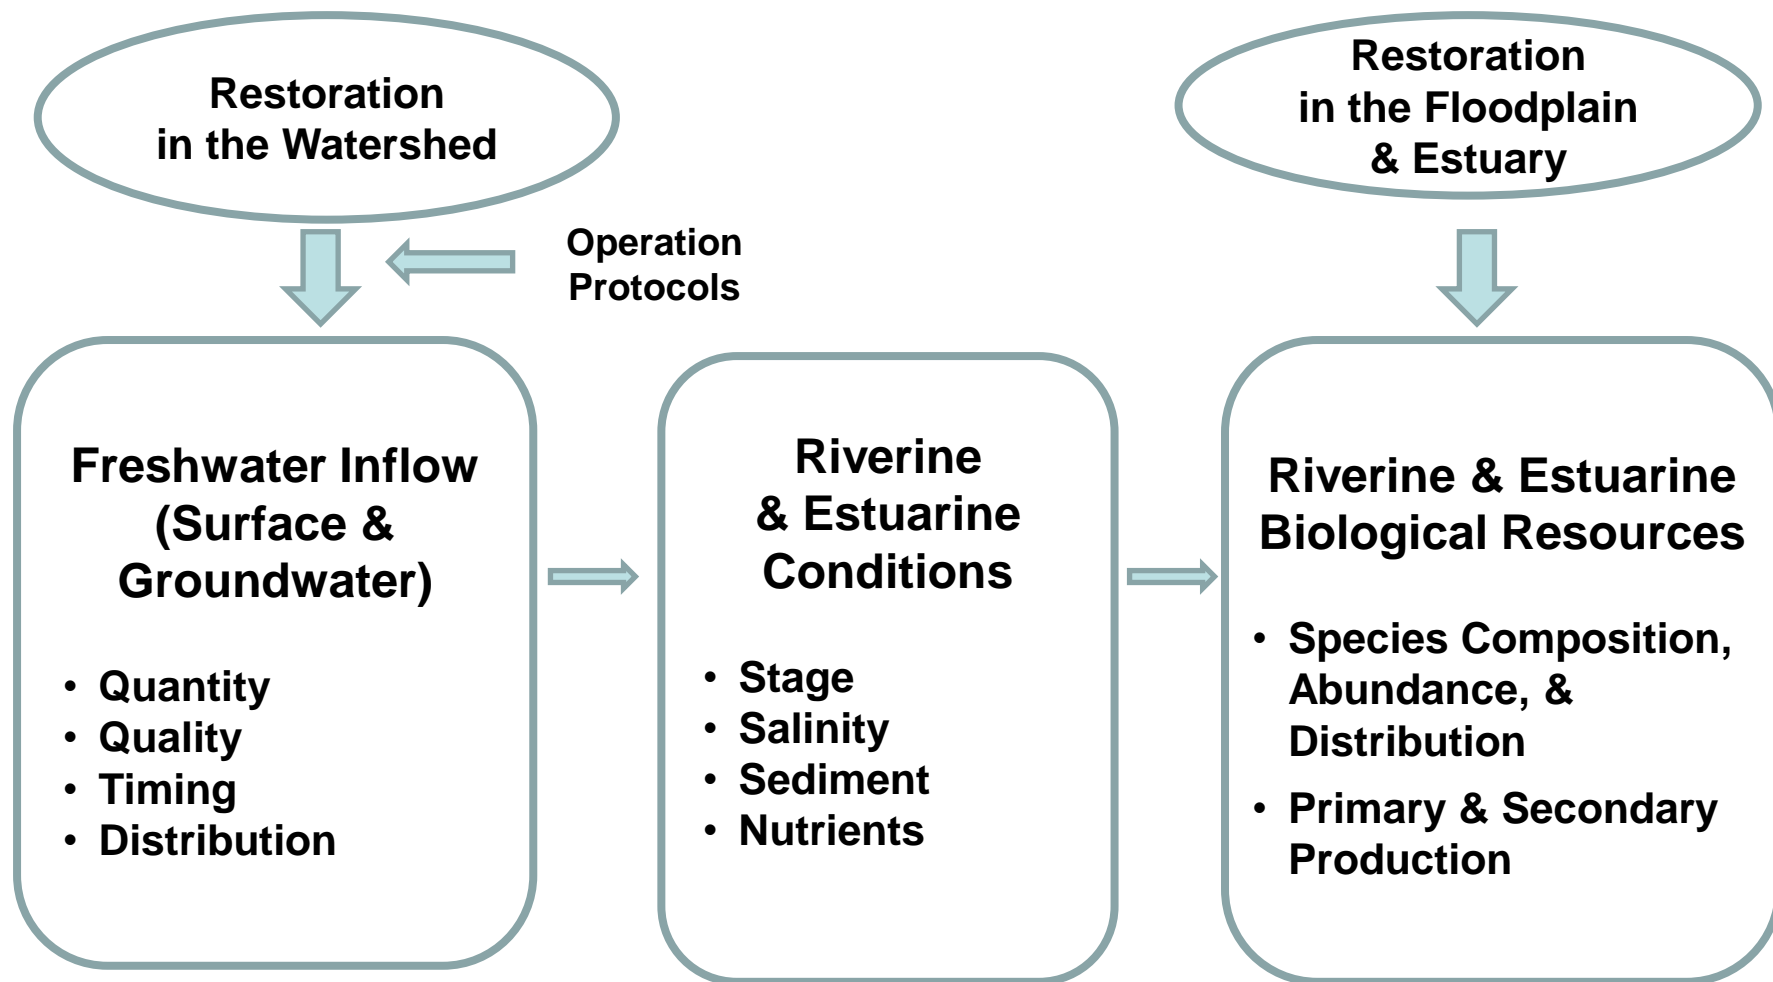 Restoration
in the Watershed
Restoration
in the Floodplain
& Estuary
Operation
Protocols
Freshwater Inflow
(Surface &
Groundwater)
• Quantity
• Quality
• Timing
• Distribution
Riverine
& Estuarine
Conditions
• Stage
• Salinity
• Sediment
• Nutrients
Riverine & Estuarine
Biological Resources
• Species Composition,
Abundance, &
Distribution
• Primary & Secondary
Production